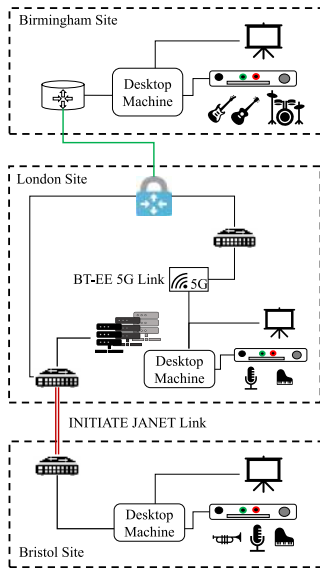 Birmingham Site
Desktop
Machine
London Site
BT-EE 5G Link
5G
Desktop
Machine
INITIATE JANET Link
Desktop
Machine
Bristol Site